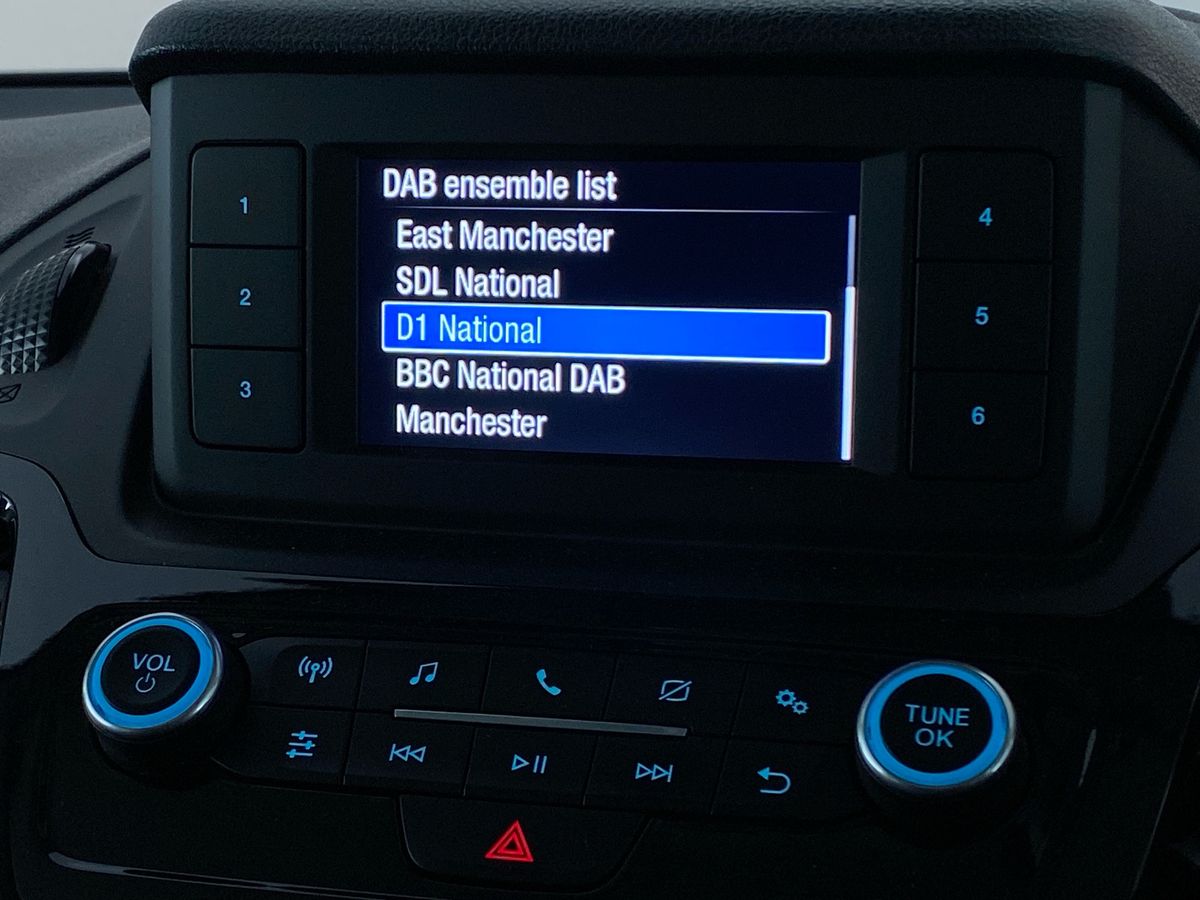 DAB ensemble list
East Manchester
SDL National
D1 National
BBC National DAB
Manchester
1
2
3
4
5
6
VOL
TUNE
OK